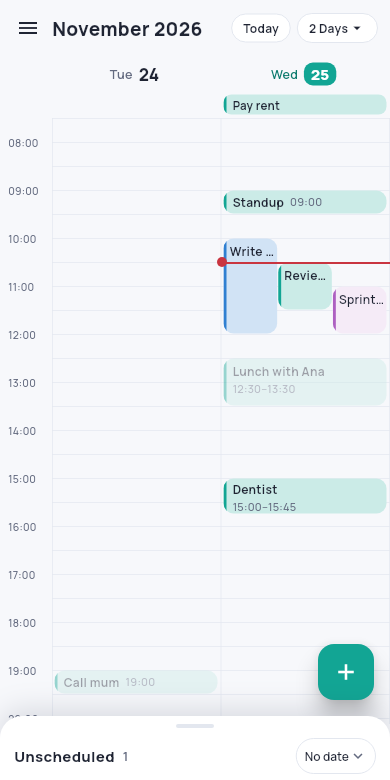 November 2026
Today
2 Days
Tue 24
Wed 25
Pay rent
08:00
09:00
Standup 09:00
10:00
Write ...
Revie...
11:00
Sprint...
12:00
Lunch with Ana
12:30–13:30
13:00
14:00
15:00
Dentist
15:00–15:45
16:00
17:00
18:00
19:00
Call mum 19:00
Unscheduled 1
No date